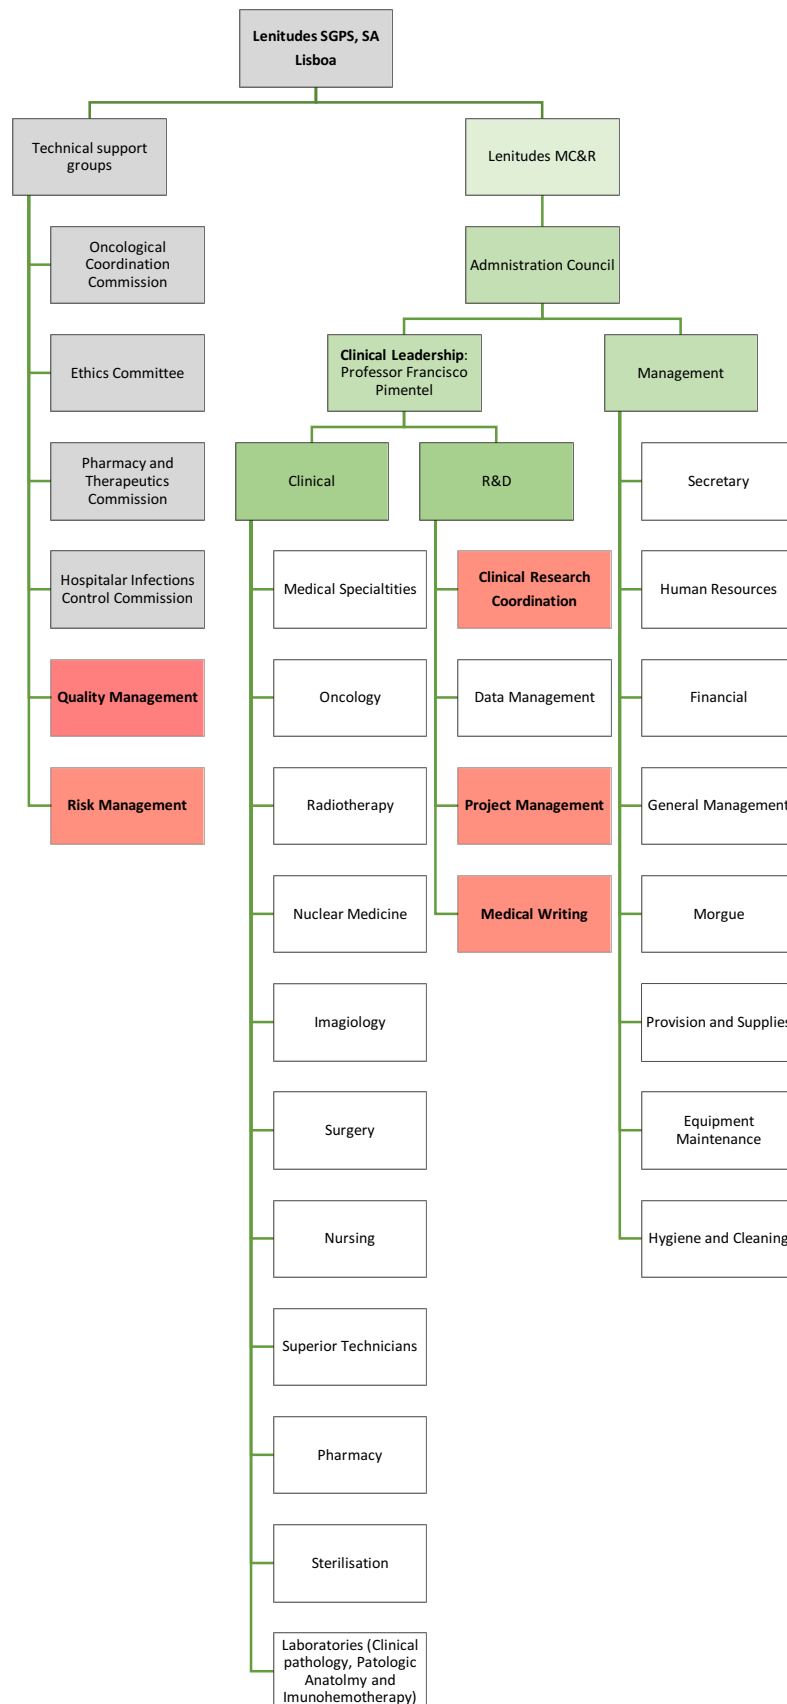 Lenitudes SGPS, SA
Lisboa
Technical support
groups
Lenitudes MC&R
Oncological
Coordination
Commission
Admnistration Council
Ethics Committee
Clinical Leadership:
Professor Francisco
Pimentel
Management
Pharmacy and
Therapeutics
Commission
Clinical
R&D
Secretary
Hospitalar Infections
Control Commission
Medical Specialtities
Clinical Research
Coordination
Human Resources
Quality Management
Oncology
Data Management
Financial
Risk Management
Radiotherapy
Project Management
General Management
Nuclear Medicine
Medical Writing
Morgue
Imagiology
Provision and Supplies
Surgery
Equipment
Maintenance
Nursing
Hygiene and Cleaning
Superior Technicians
Pharmacy
Sterilisation
Laboratories (Clinical
pathology, Patologic
Anatolmy and
Imunohemotherapy)